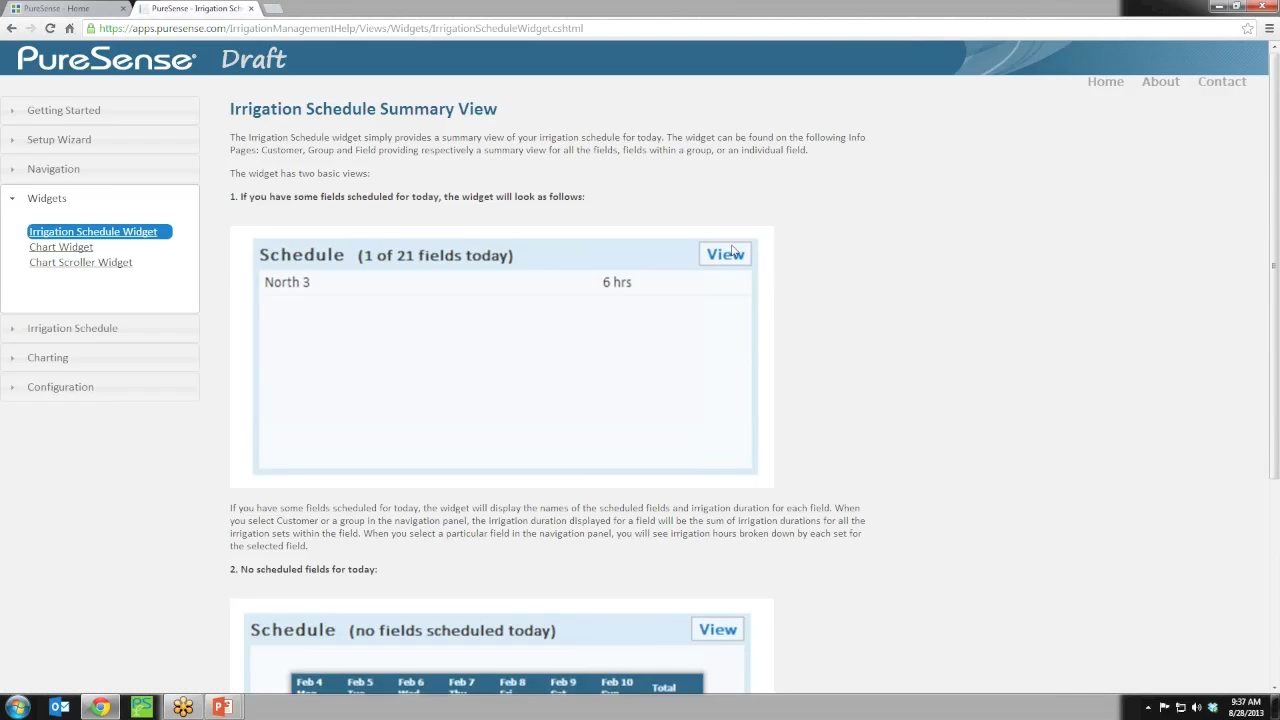 PureSense - Home
PureSense - Irrigation Sch
https://apps.puresense.com/IrrigationManagementHelp/Views/Widgets/IrrigationScheduleWidget.cshtml
PureSense Draft
Home About Contact
Getting Started
Setup Wizard
Navigation
Widgets
Irrigation Schedule Widget
Chart Widget
Chart Scroller Widget
Irrigation Schedule
Charting
Configuration
Irrigation Schedule Summary View
The Irrigation Schedule widget simply provides a summary view of your irrigation schedule for today. The widget can be found on the following Info
Pages: Customer, Group and Field providing respectively a summary view for all the fields, fields within a group, or an individual field.
The widget has two basic views:
1. If you have some fields scheduled for today, the widget will look as follows:
Schedule (1 of 21 fields today) View
North 3 6 hrs
If you have some fields scheduled for today, the widget will display the names of the scheduled fields and irrigation duration for each field. When
you select Customer or a group in the navigation panel, the irrigation duration displayed for a field will be the sum of irrigation durations for all the
irrigation sets within the field. When you select a particular field in the navigation panel, you will see irrigation hours broken down by each set for
the selected field.
2. No scheduled fields for today:
Schedule (no fields scheduled today) View
Feb 4 Feb 5 Feb 6 Feb 7 Feb 8 Feb 9 Feb 10 Total
9:37 AM
8/28/2013